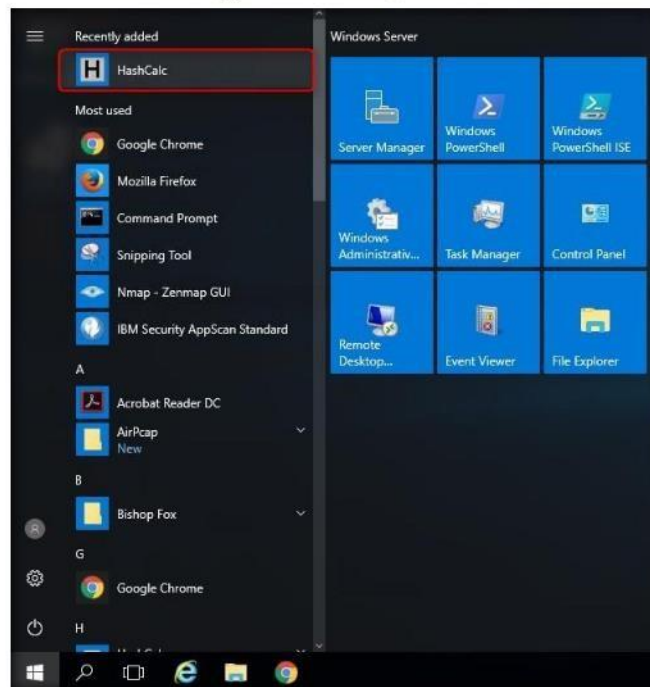 Recently added
H HashCalc
Most used
Google Chrome
Mozilla Firefox
Command Prompt
Snipping Tool
Nmap - Zenmap GUI
IBM Security AppScan Standard
A
Acrobat Reader DC
AirPcap
New
B
Bishop Fox
G
Google Chrome
H
Windows Server
Server Manager
Windows
PowerShell
Windows
PowerShell ISE
Windows
Administrativ...
Task Manager
Control Panel
Remote
Desktop...
Event Viewer
File Explorer